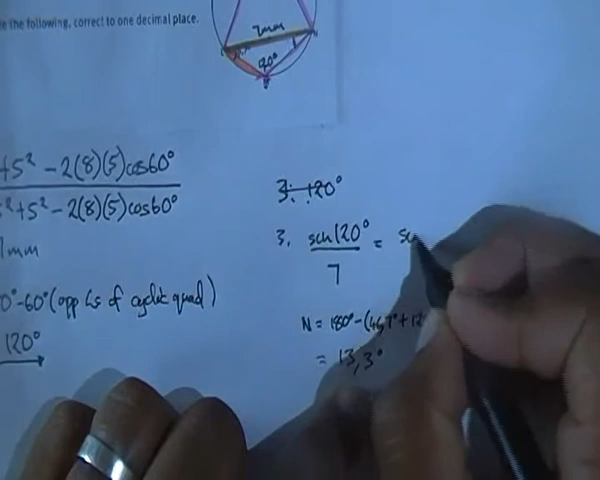 e the following, correct to one decimal place.
7mm
120°
+5² - 2(8)(5)cos60°
²+5² - 2(8)(5)cos60°
mm
0°-60° (opp ∠s of cyclic quad)
120°
3. 120°
3. sin120° / 7 =
N = 180° - (46,7° + 12
= 13,3°